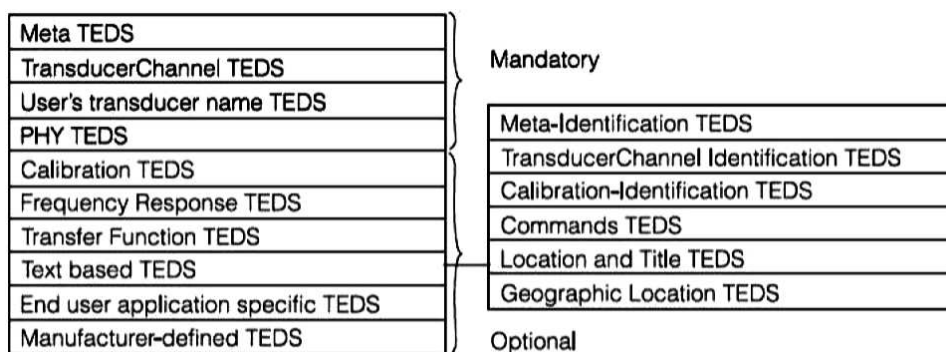 Meta TEDS
TransducerChannel TEDS
User's transducer name TEDS
PHY TEDS
Calibration TEDS
Frequency Response TEDS
Transfer Function TEDS
Text based TEDS
End user application specific TEDS
Manufacturer-defined TEDS
Mandatory
Meta-Identification TEDS
TransducerChannel Identification TEDS
Calibration-Identification TEDS
Commands TEDS
Location and Title TEDS
Geographic Location TEDS
Optional